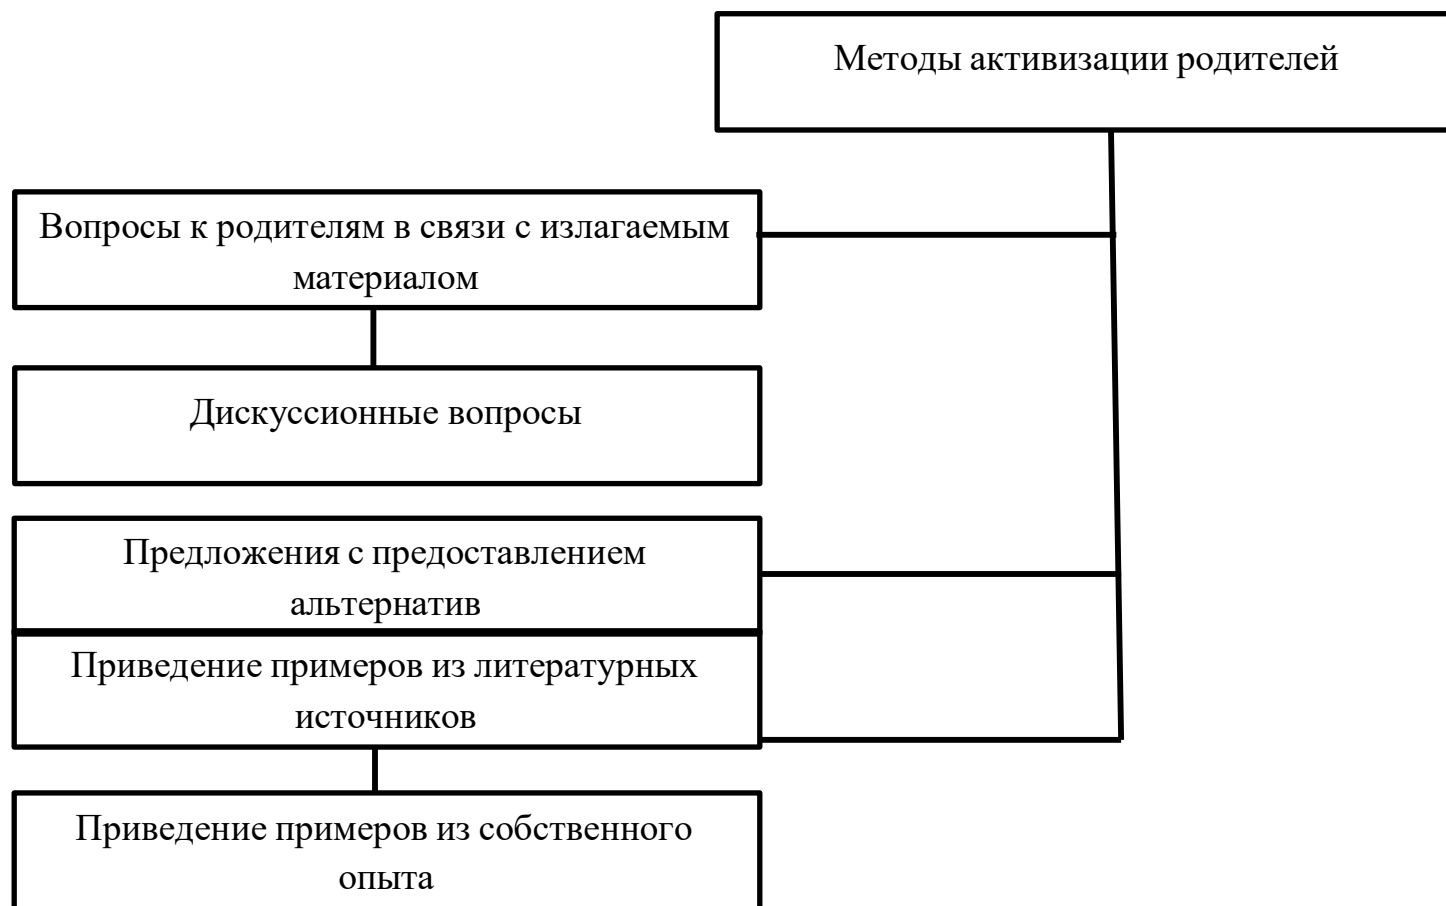 Методы активизации родителей
Вопросы к родителям в связи с излагаемым
материалом
Дискуссионные вопросы
Предложения с предоставлением
альтернатив
Приведение примеров из литературных
источников
Приведение примеров из собственного
опыта